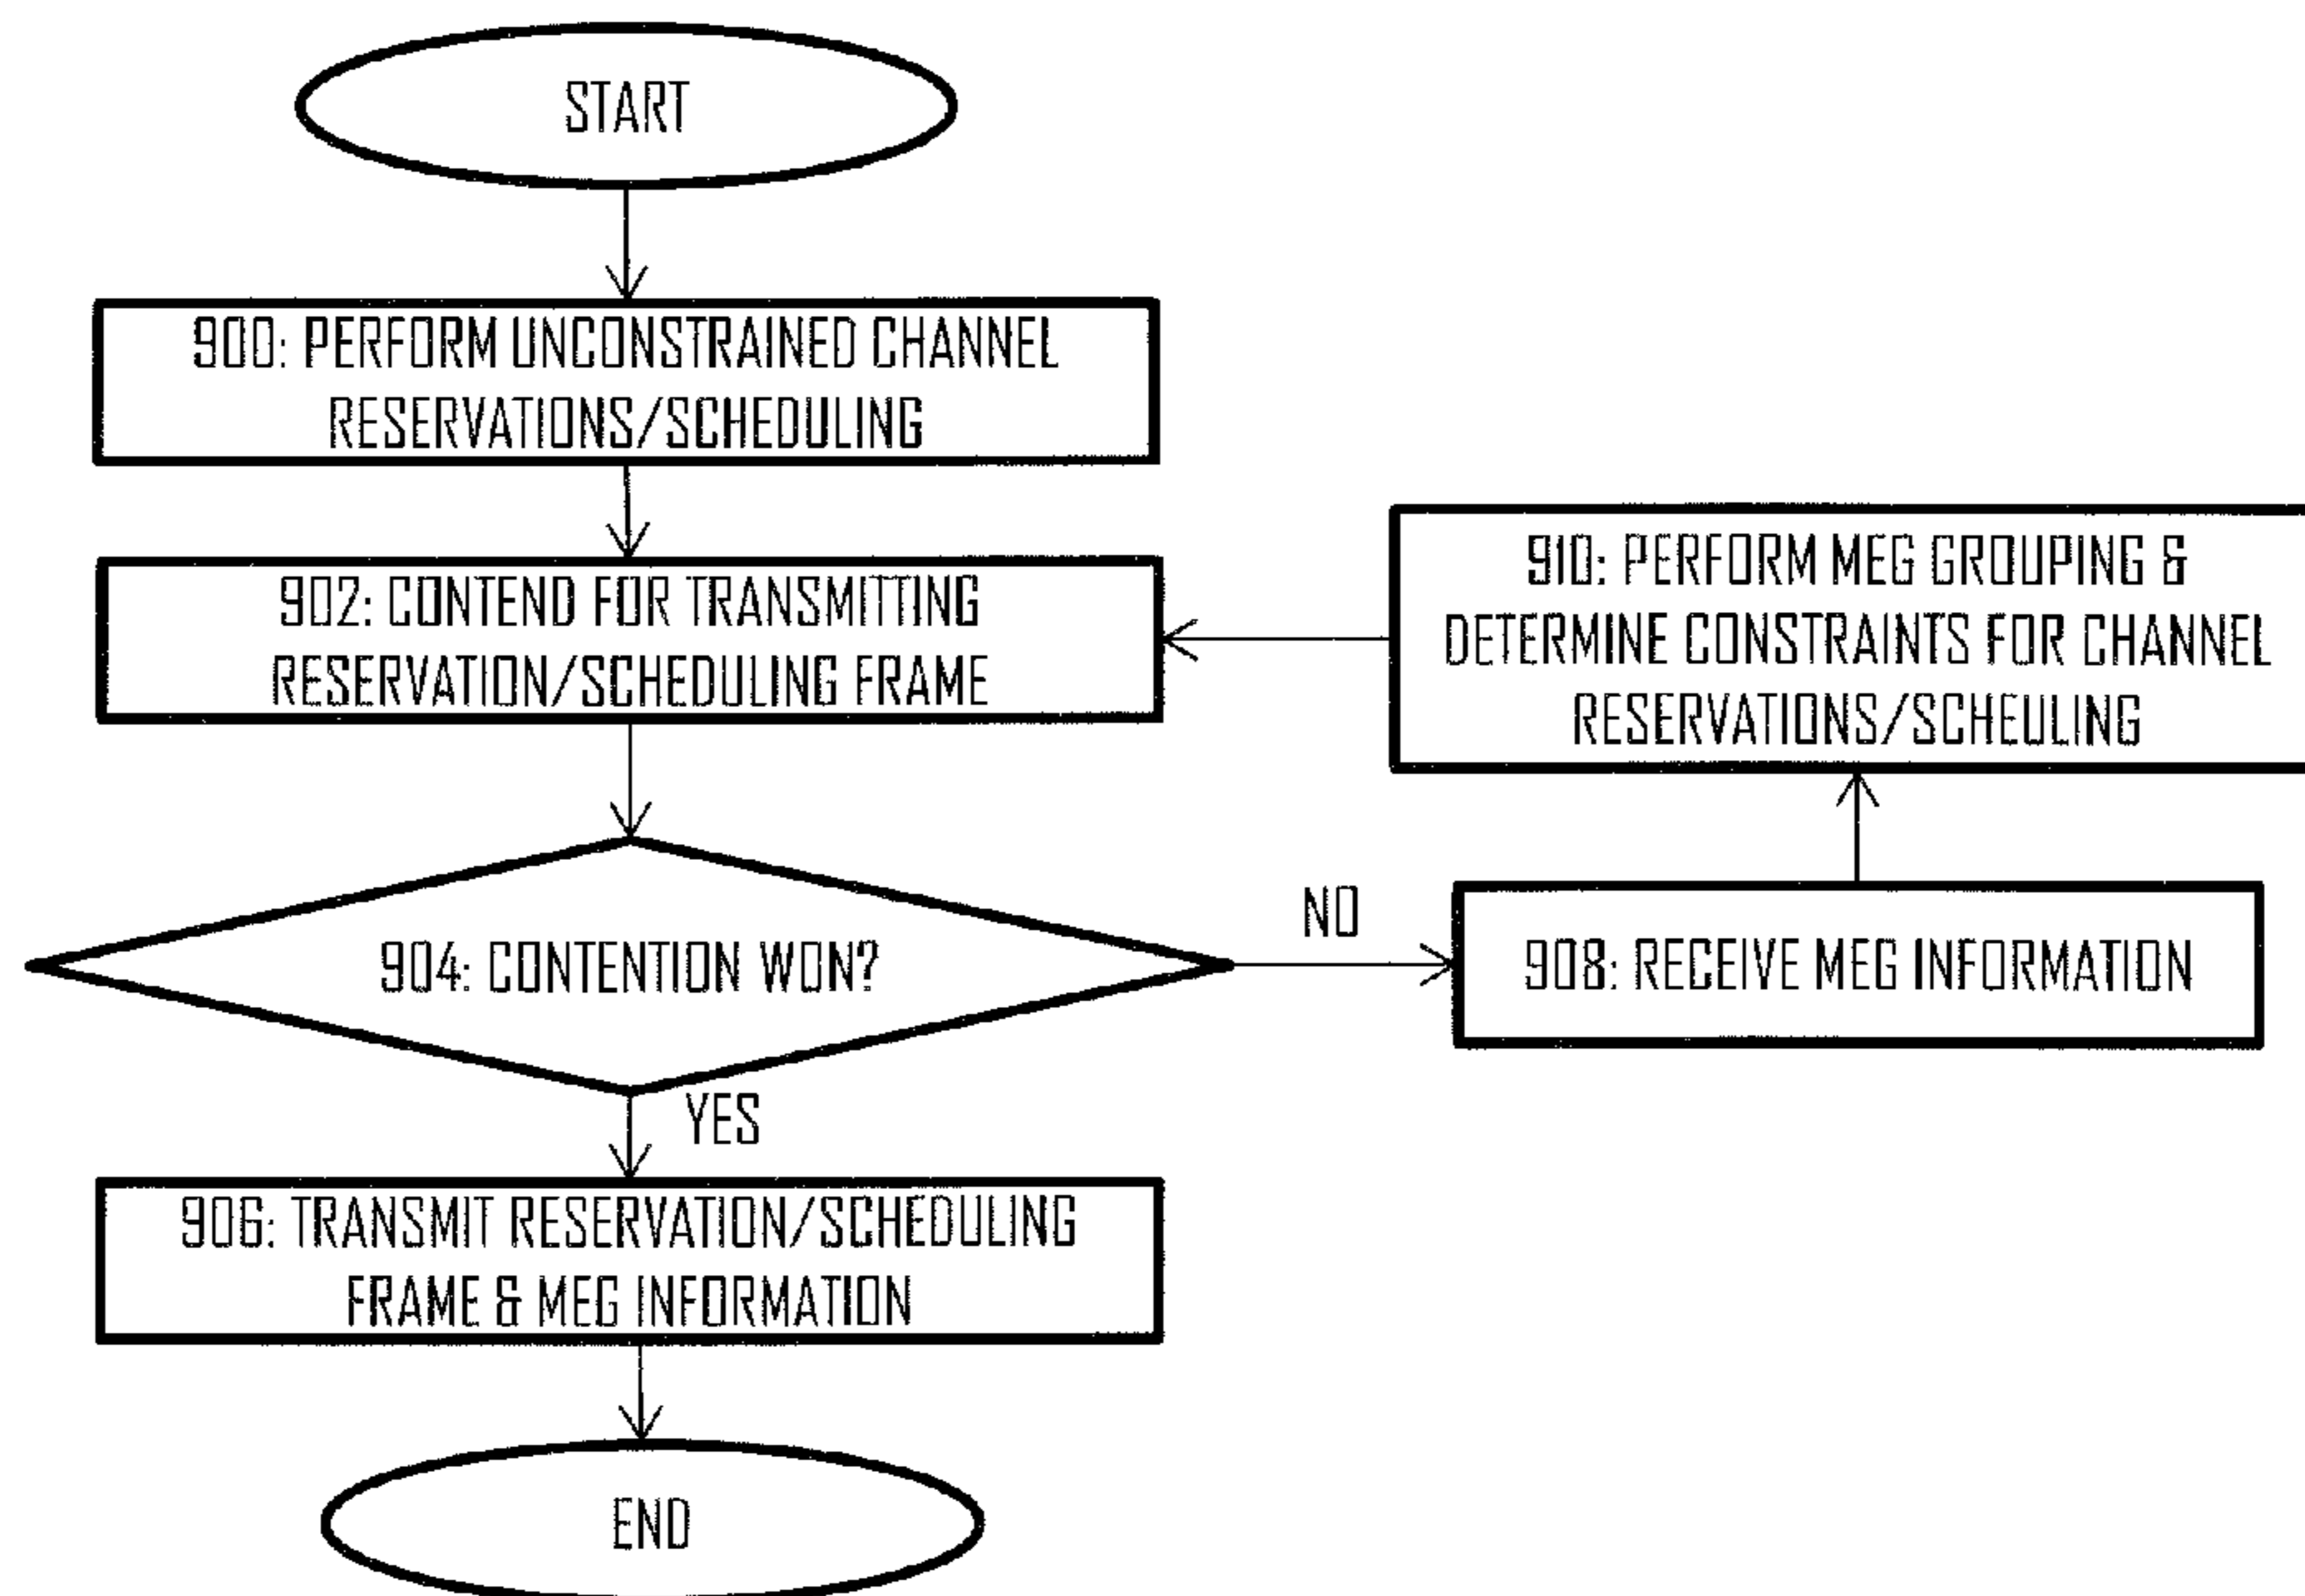 START
900: PERFORM UNCONSTRAINED CHANNEL
RESERVATIONS/SCHEDULING
902: CONTEND FOR TRANSMITTING
RESERVATION/SCHEDULING FRAME
910: PERFORM MEG GROUPING &
DETERMINE CONSTRAINTS FOR CHANNEL
RESERVATIONS/SCHEULING
904: CONTENTION WON?
NO
908: RECEIVE MEG INFORMATION
YES
906: TRANSMIT RESERVATION/SCHEDULING
FRAME & MEG INFORMATION
END